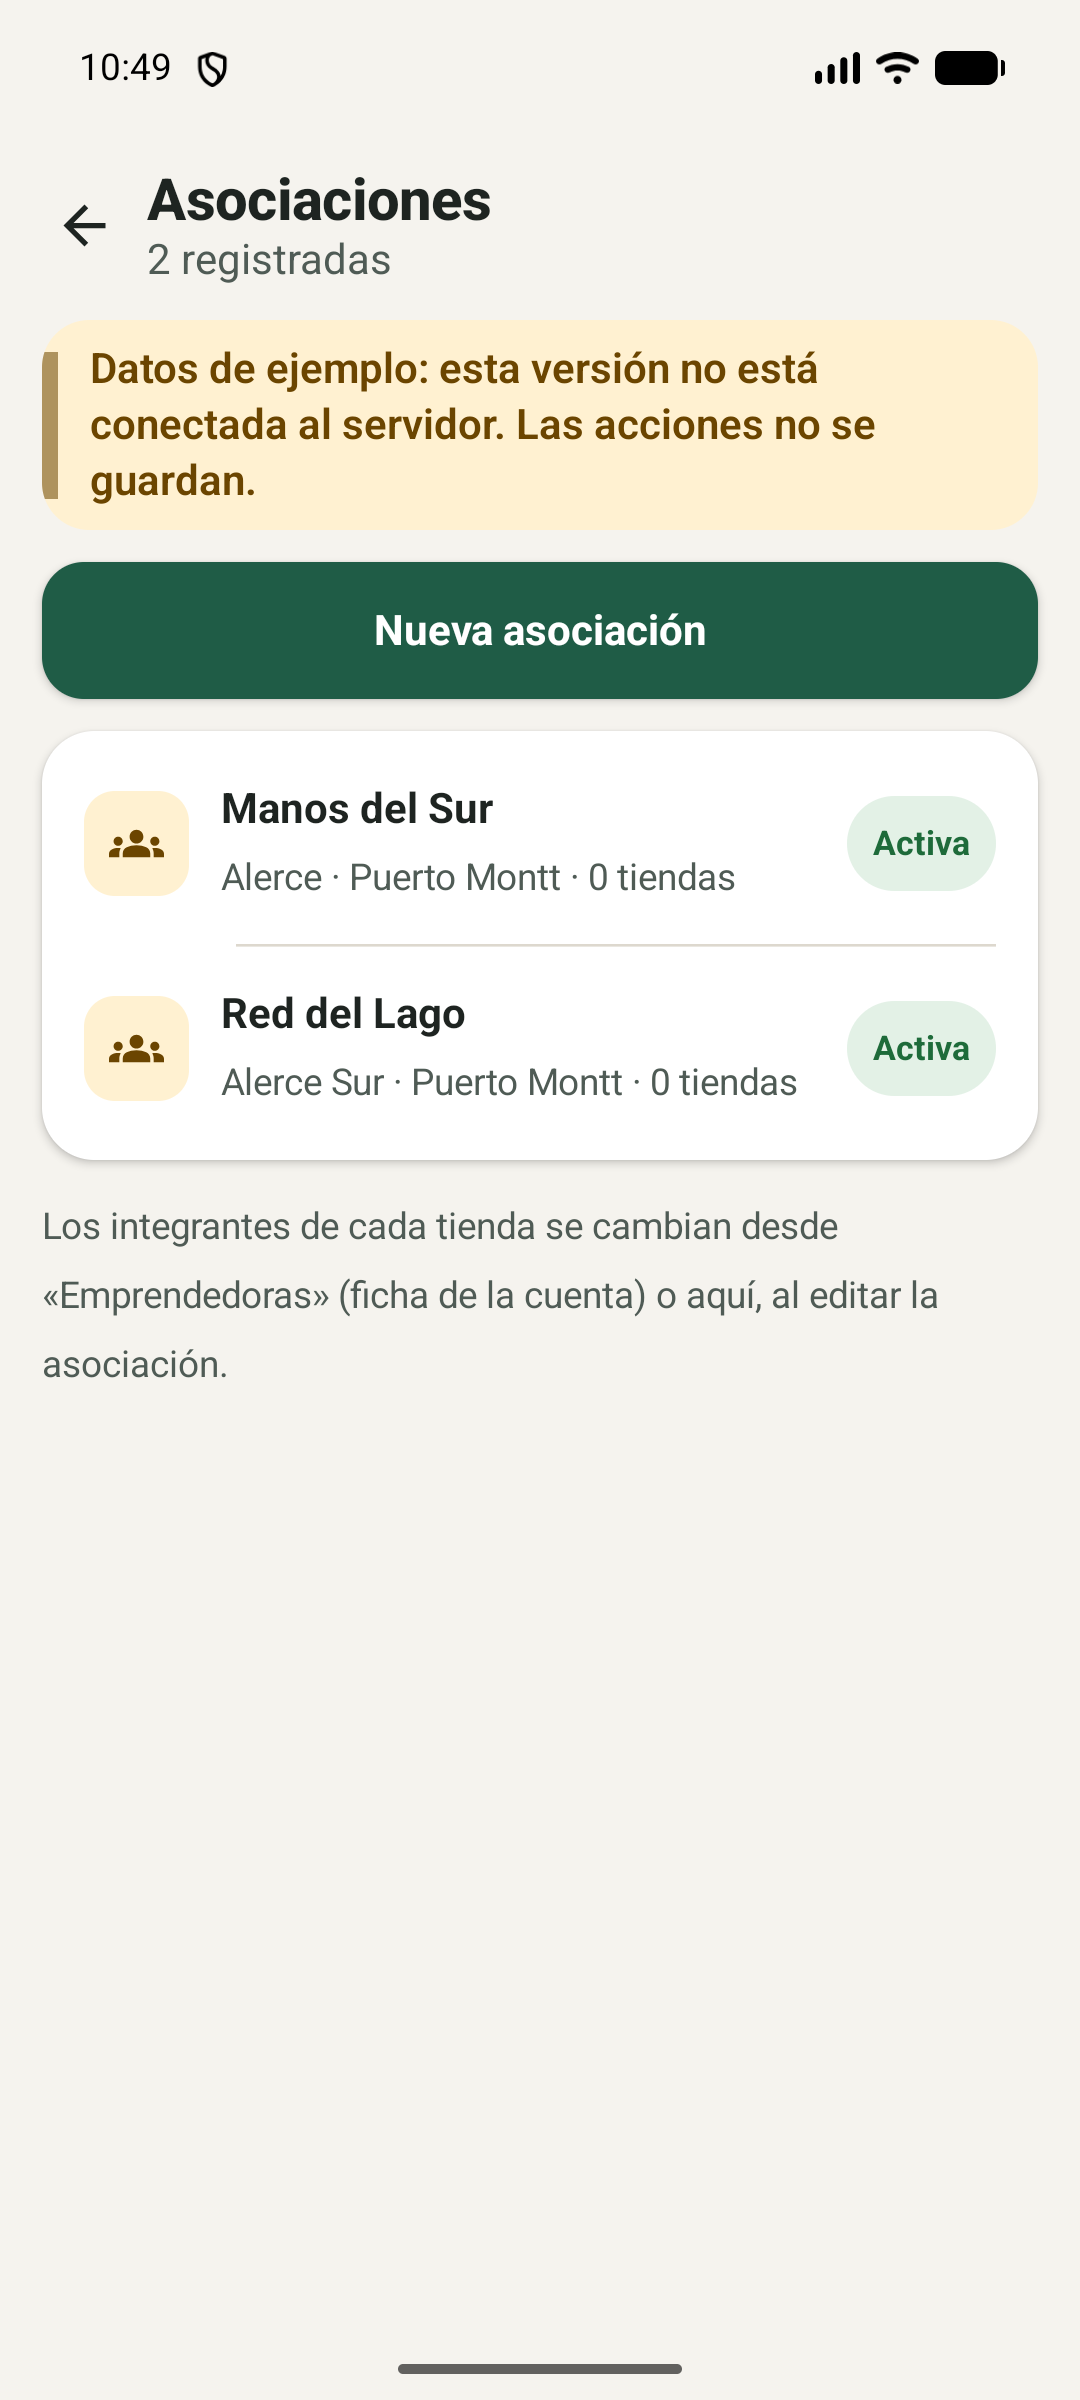 10:49
Asociaciones
2 registradas
Datos de ejemplo: esta versión no está
conectada al servidor. Las acciones no se
guardan.
Nueva asociación
Manos del Sur
Alerce · Puerto Montt · 0 tiendas
Activa
Red del Lago
Alerce Sur · Puerto Montt · 0 tiendas
Activa
Los integrantes de cada tienda se cambian desde
«Emprendedoras» (ficha de la cuenta) o aquí, al editar la
asociación.